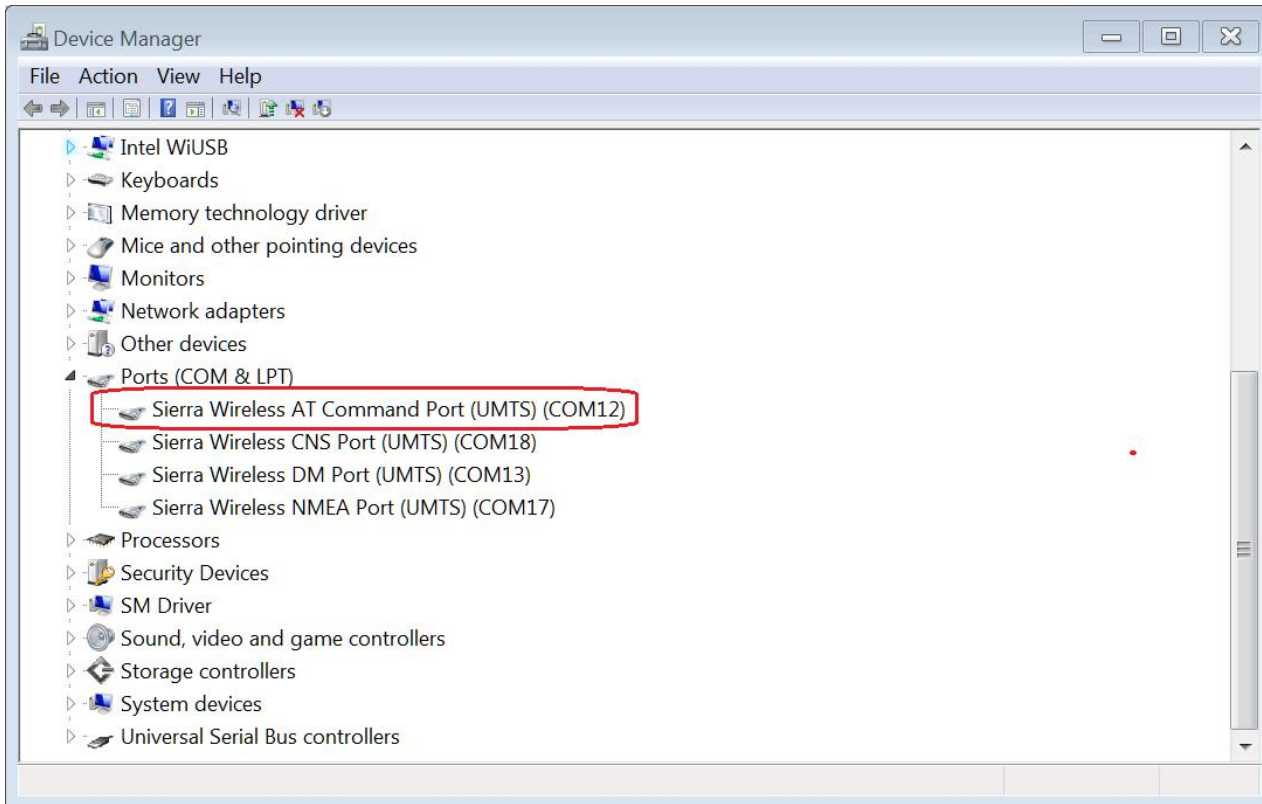 Device Manager
File Action View Help
Intel WiUSB
Keyboards
Memory technology driver
Mice and other pointing devices
Monitors
Network adapters
Other devices
Ports (COM & LPT)
Sierra Wireless AT Command Port (UMTS) (COM12)
Sierra Wireless CNS Port (UMTS) (COM18)
Sierra Wireless DM Port (UMTS) (COM13)
Sierra Wireless NMEA Port (UMTS) (COM17)
Processors
Security Devices
SM Driver
Sound, video and game controllers
Storage controllers
System devices
Universal Serial Bus controllers